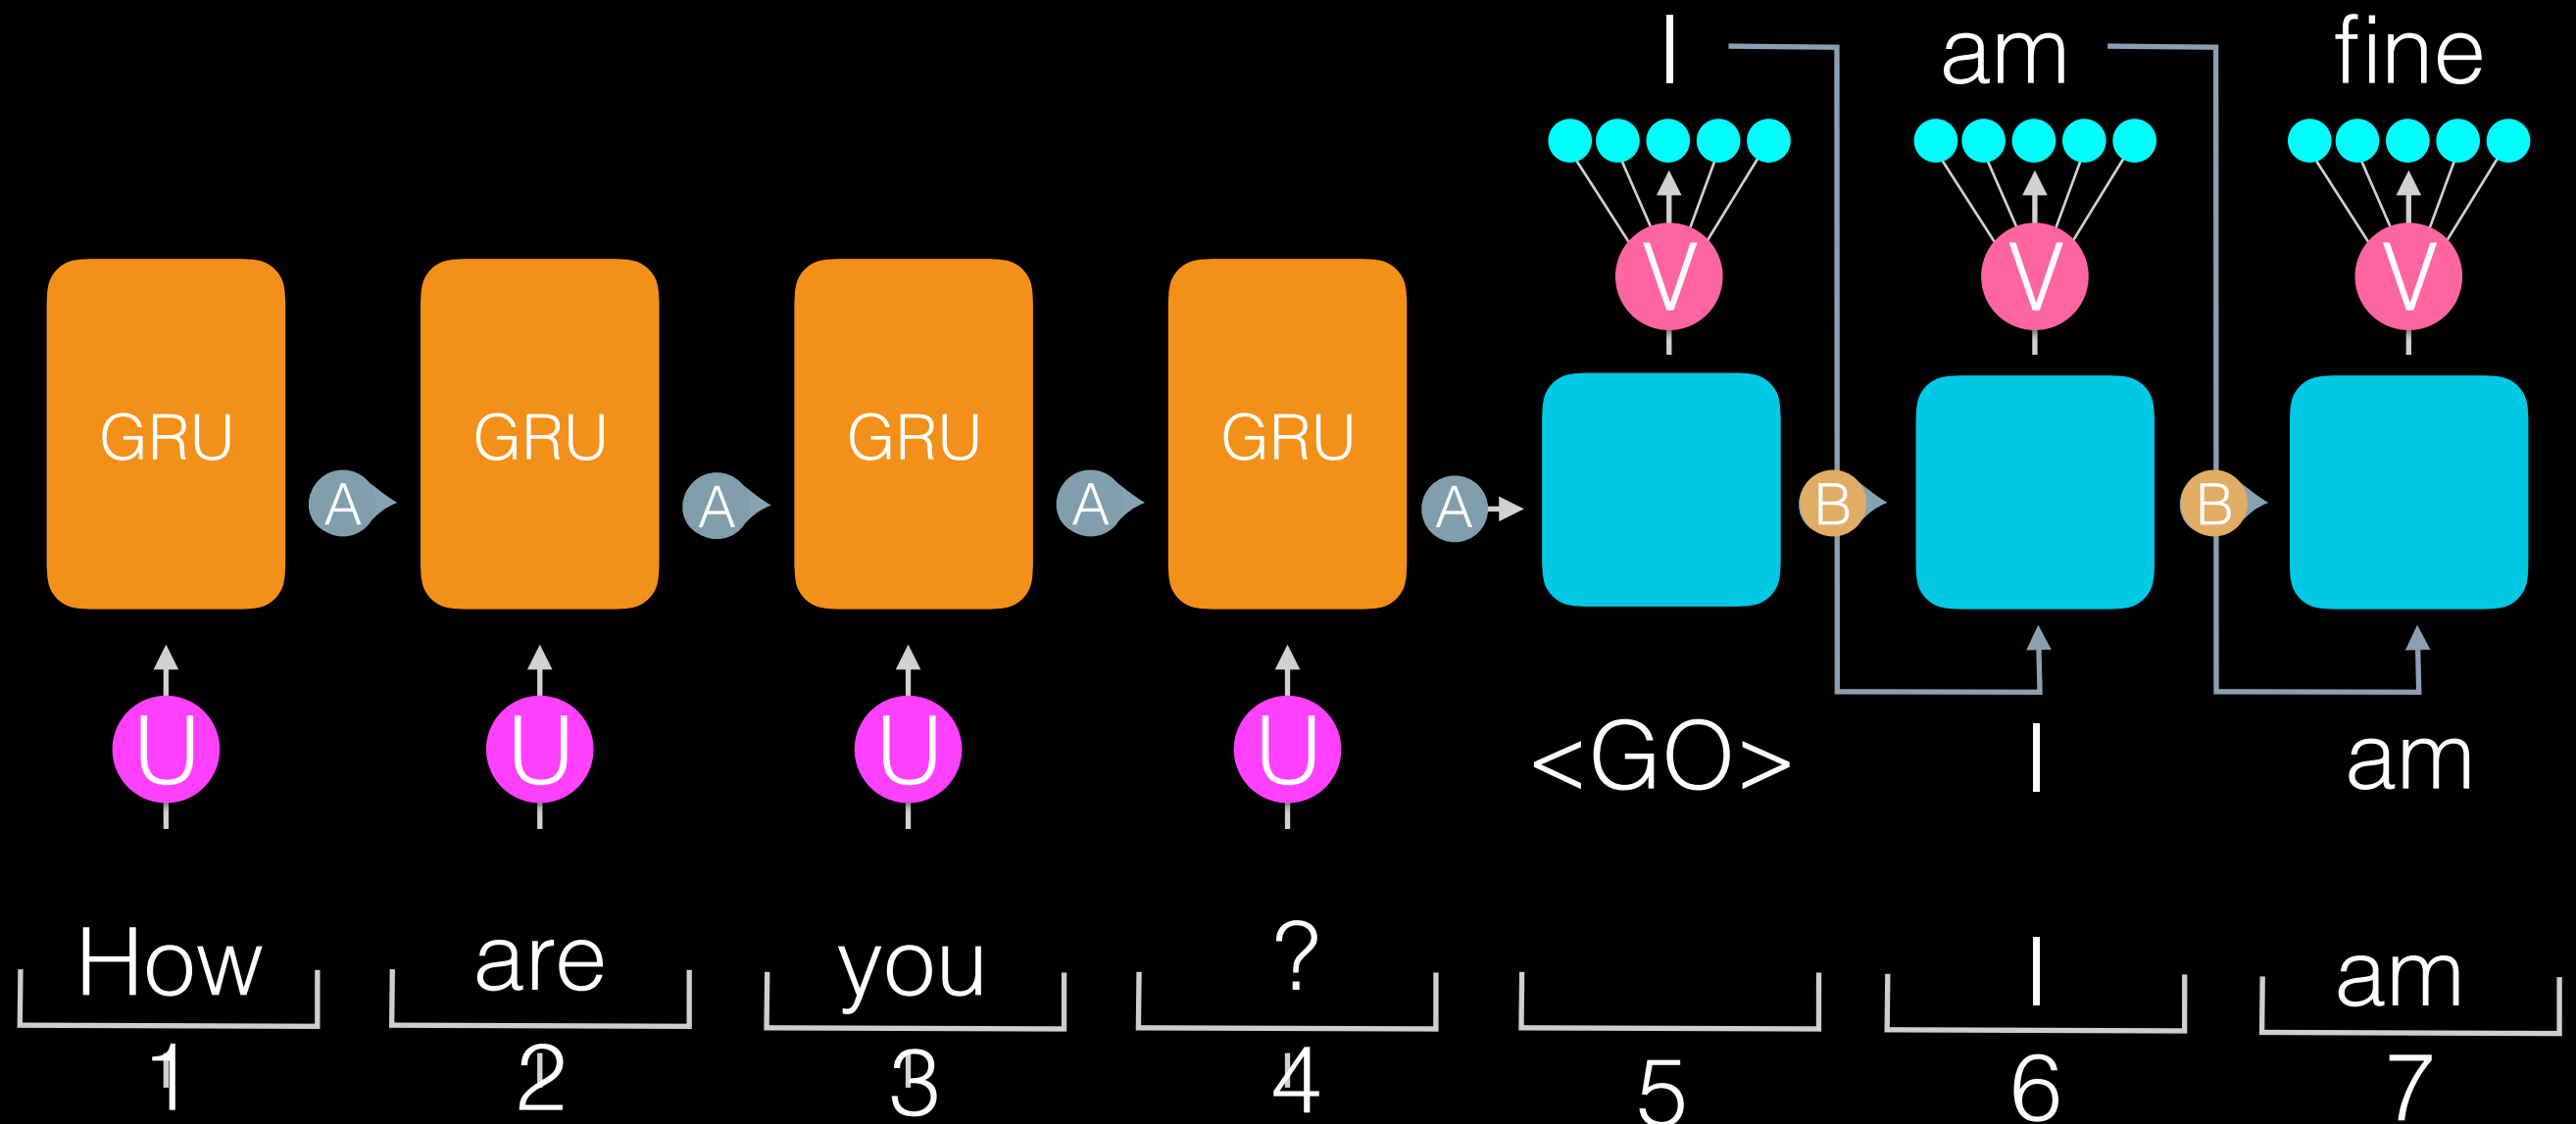 I am fine
V V V
GRU GRU GRU GRU
A A A A B B
U U U U <GO> I am
How are you ? I am
1 2 3 4 5 6 7